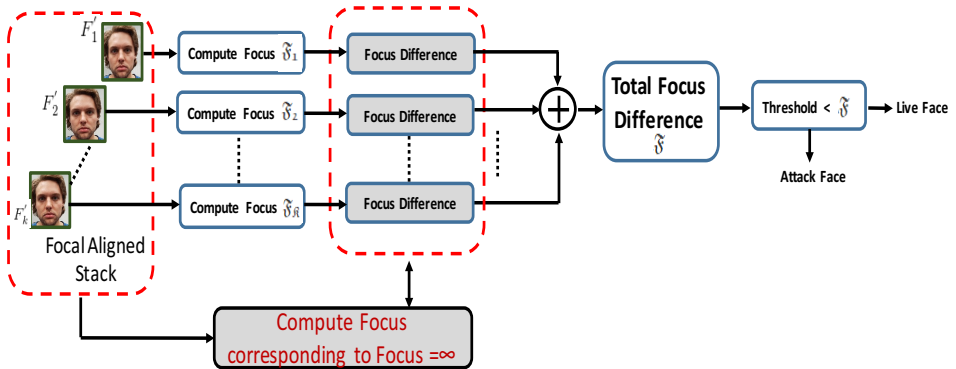 F′₁
Compute Focus 𝔉₁
Focus Difference
F′₂
Compute Focus 𝔉₂
Focus Difference
F′ₖ
Compute Focus 𝔉_𝔎
Focus Difference
Focal Aligned
Stack
+
Total Focus
Difference
𝔉
Threshold < 𝔉
Live Face
Attack Face
Compute Focus
corresponding to Focus =∞